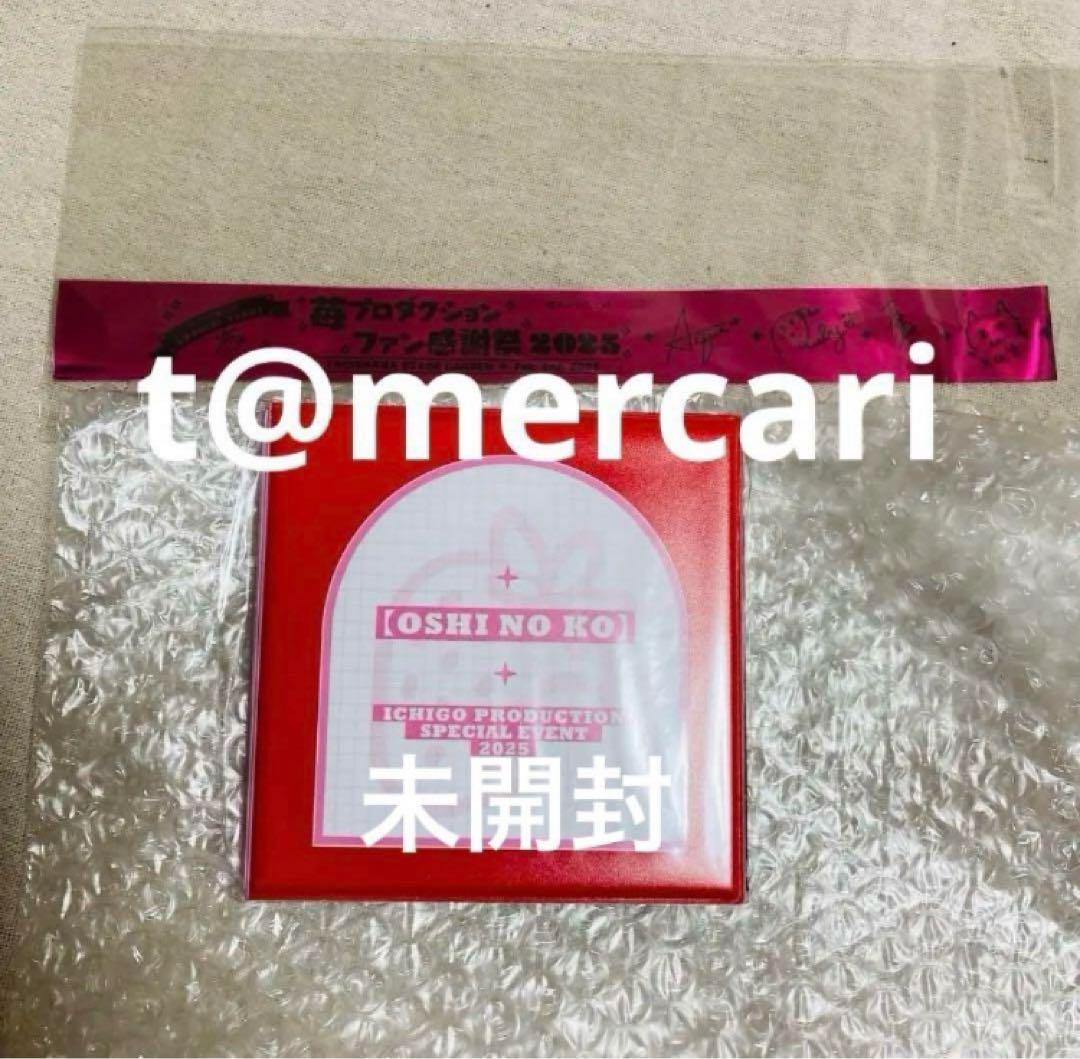 苺プロダクション
ファン感謝祭 2025
t@mercari
【OSHI NO KO】
ICHIGO PRODUCTION
SPECIAL EVENT
2025
未開封